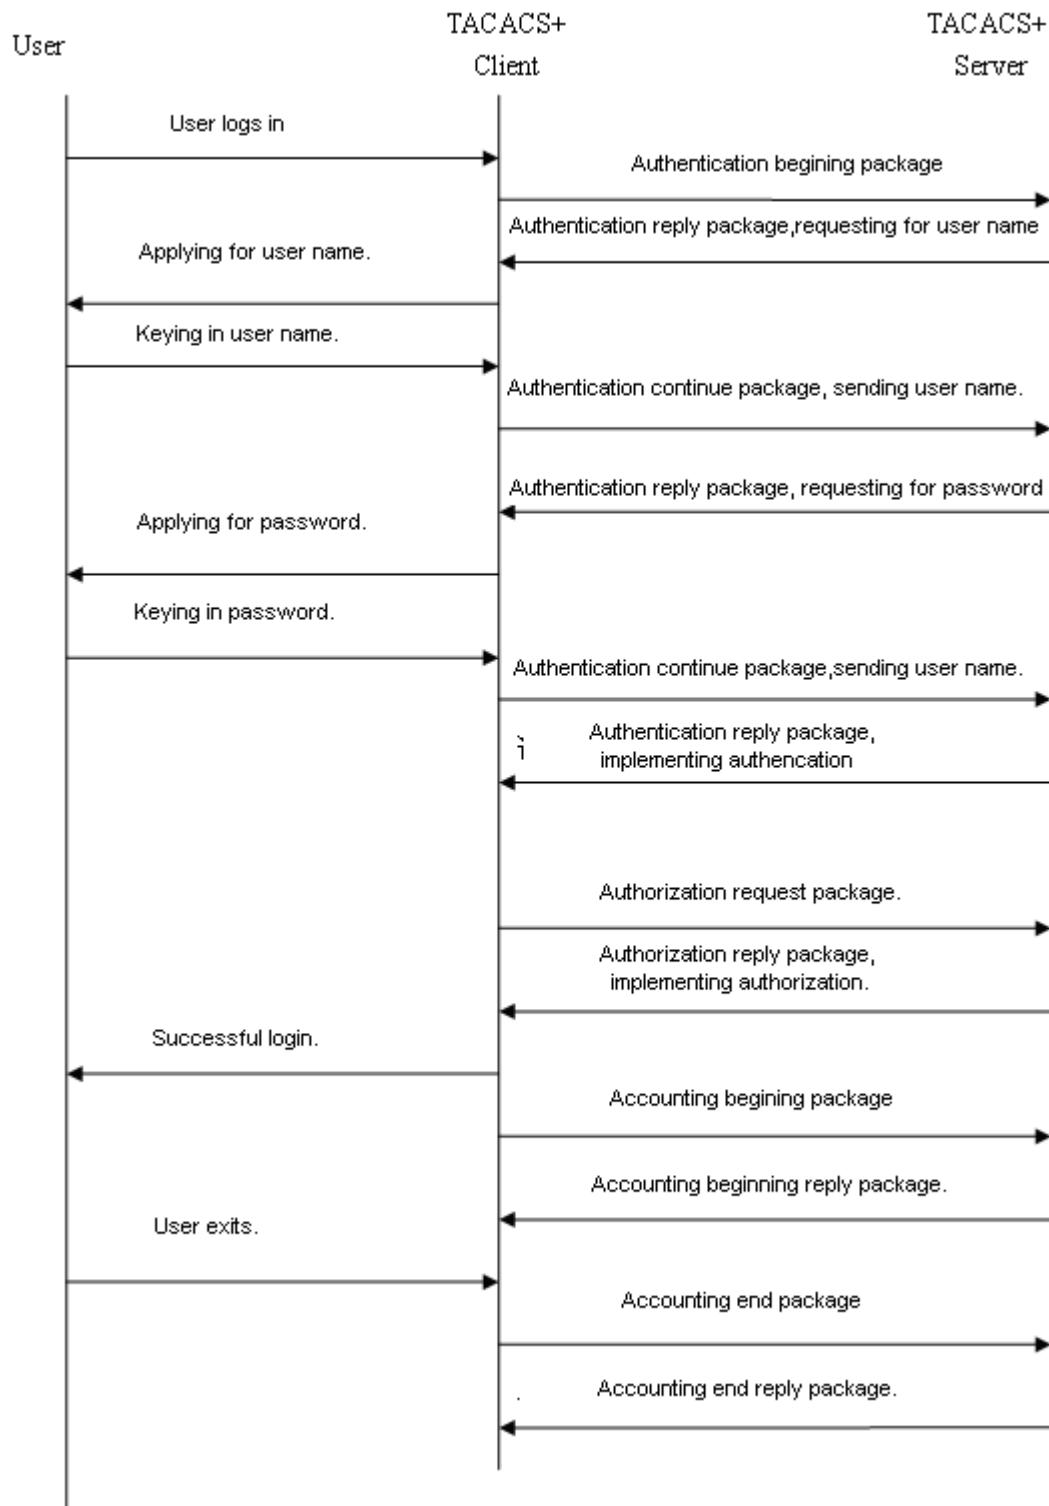 User
TACACS+
Client
TACACS+
Server
User logs in
Authentication begining package
Authentication reply package,requesting for user name
Applying for user name.
Keying in user name.
Authentication continue package, sending user name.
Authentication reply package, requesting for password
Applying for password.
Keying in password.
Authentication continue package,sending user name.
Authentication reply package,
implementing authencation
Authorization request package.
Authorization reply package,
implementing authorization.
Successful login.
Accounting begining package
Accounting beginning reply package.
User exits.
Accounting end package
Accounting end reply package.